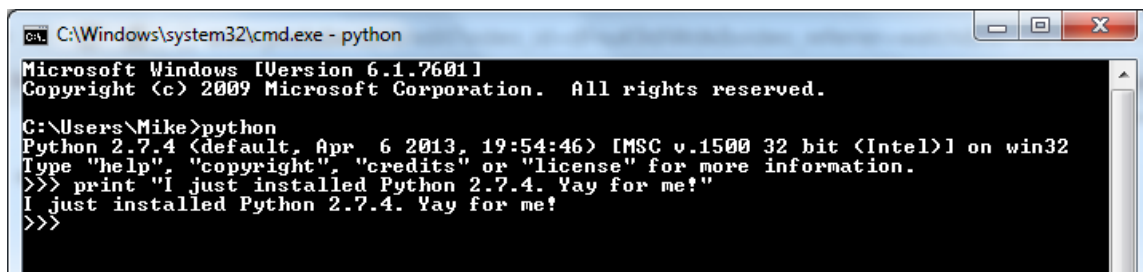 C:\Windows\system32\cmd.exe - python
Microsoft Windows [Version 6.1.7601]
Copyright (c) 2009 Microsoft Corporation.  All rights reserved.
C:\Users\Mike>python
Python 2.7.4 (default, Apr  6 2013, 19:54:46) [MSC v.1500 32 bit (Intel)] on win32
Type "help", "copyright", "credits" or "license" for more information.
>>> print "I just installed Python 2.7.4. Yay for me!"
I just installed Python 2.7.4. Yay for me!
>>>